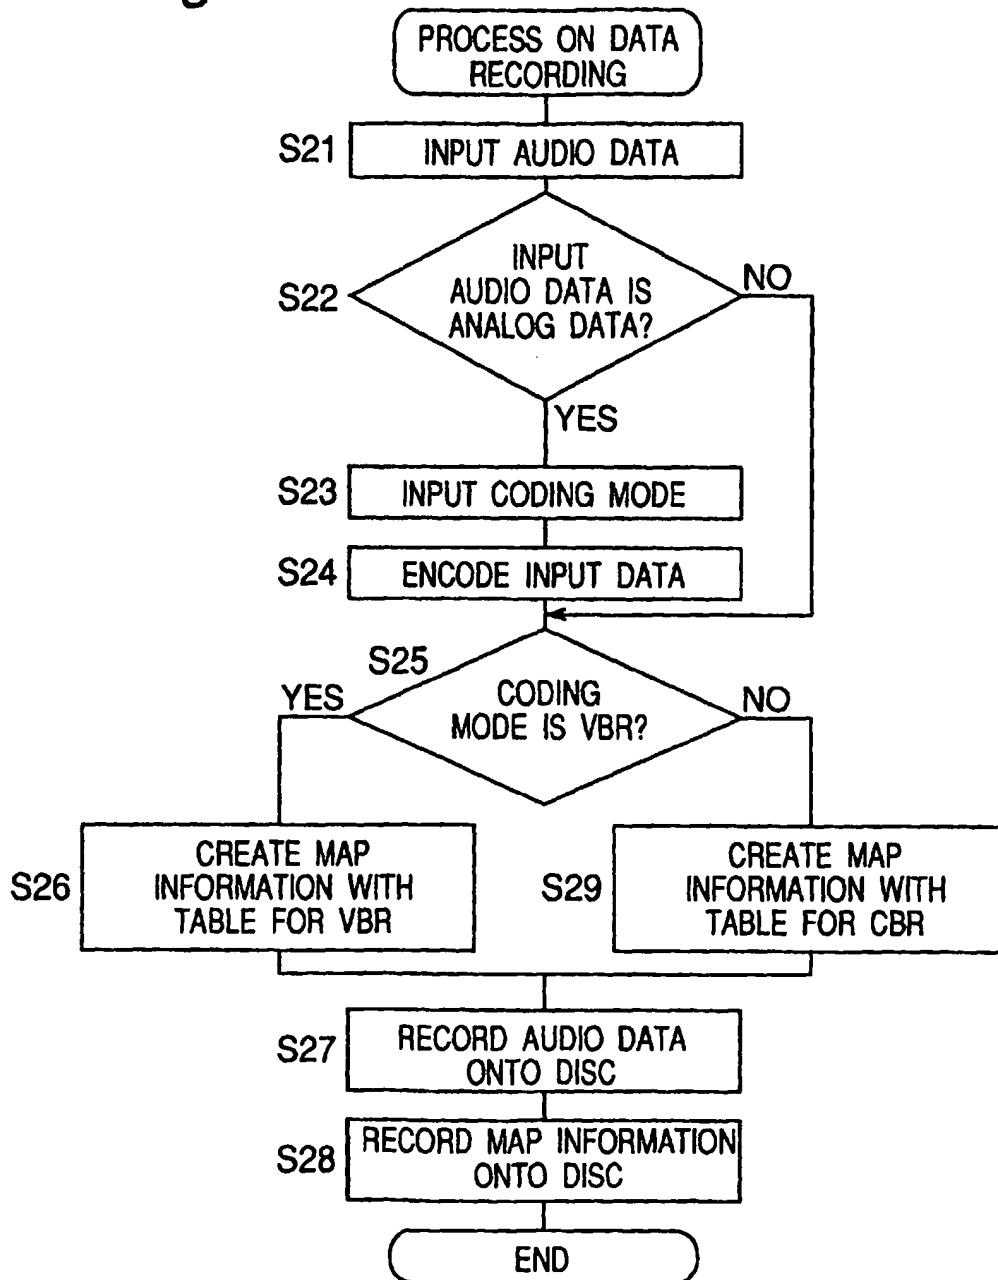 PROCESS ON DATA
RECORDING
S21
INPUT AUDIO DATA
S22
INPUT
AUDIO DATA IS
ANALOG DATA?
NO
YES
S23
INPUT CODING MODE
S24
ENCODE INPUT DATA
S25
YES
CODING
MODE IS VBR?
NO
S26
CREATE MAP
INFORMATION WITH
TABLE FOR VBR
S29
CREATE MAP
INFORMATION WITH
TABLE FOR CBR
S27
RECORD AUDIO DATA
ONTO DISC
S28
RECORD MAP INFORMATION
ONTO DISC
END